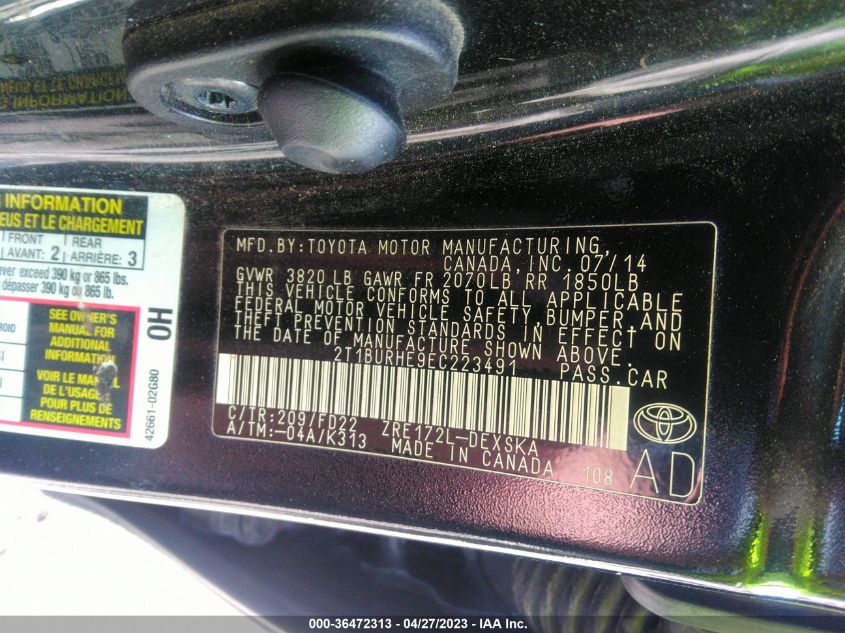 INFORMATION
EUS ET LE CHARGEMENT
FRONT REAR
AVANT: 2 ARRIÈRE: 3
ever exceed 390 kg or 865 lbs.
dépasser 390 kg or 865 lb.
SEE OWNER'S
MANUAL FOR
ADDITIONAL
INFORMATION
VOIR LE MANUEL
POUR PLUS DE
RENSEIGNEMENTS
0H
42661-02G80
MFD.BY:TOYOTA MOTOR MANUFACTURING,
CANADA,INC. 07/14
GVWR 3820 LB GAWR FR 2070LB RR 1850LB
THIS VEHICLE CONFORMS TO ALL APPLICABLE
FEDERAL MOTOR VEHICLE SAFETY, BUMPER AND
THEFT PREVENTION STANDARDS IN EFFECT ON
THE DATE OF MANUFACTURE SHOWN ABOVE.
2T1BURHE9EC223491 PASS.CAR
C/TR:209/FD22 ZRE172L-DEXSKA
A/TM:-04A/K313 MADE IN CANADA 108
AD
000-36472313 - 04/27/2023 - IAA Inc.